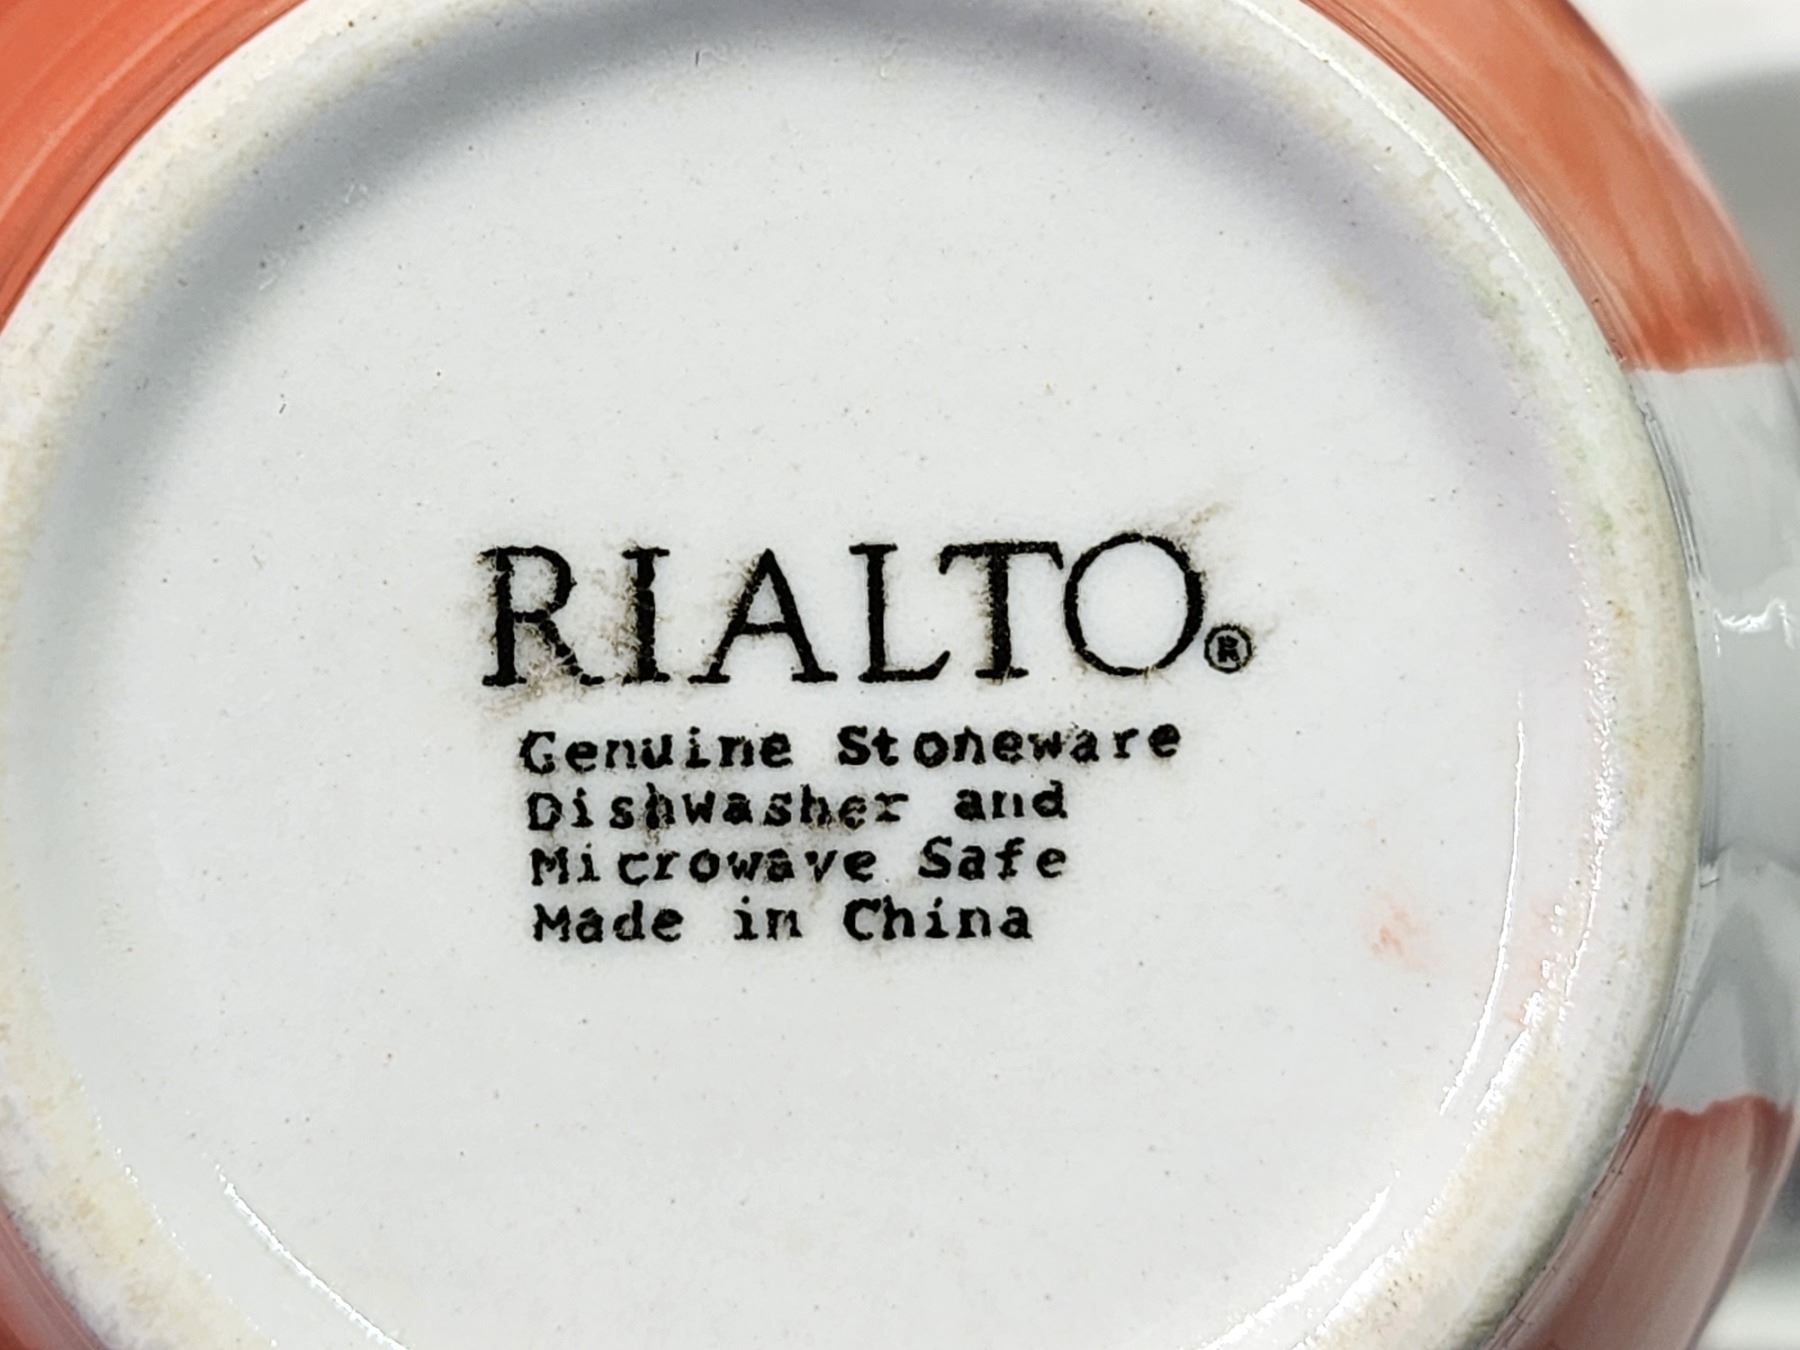 RIALTO®
Genuine Stoneware
Dishwasher and
Microwave Safe
Made in China